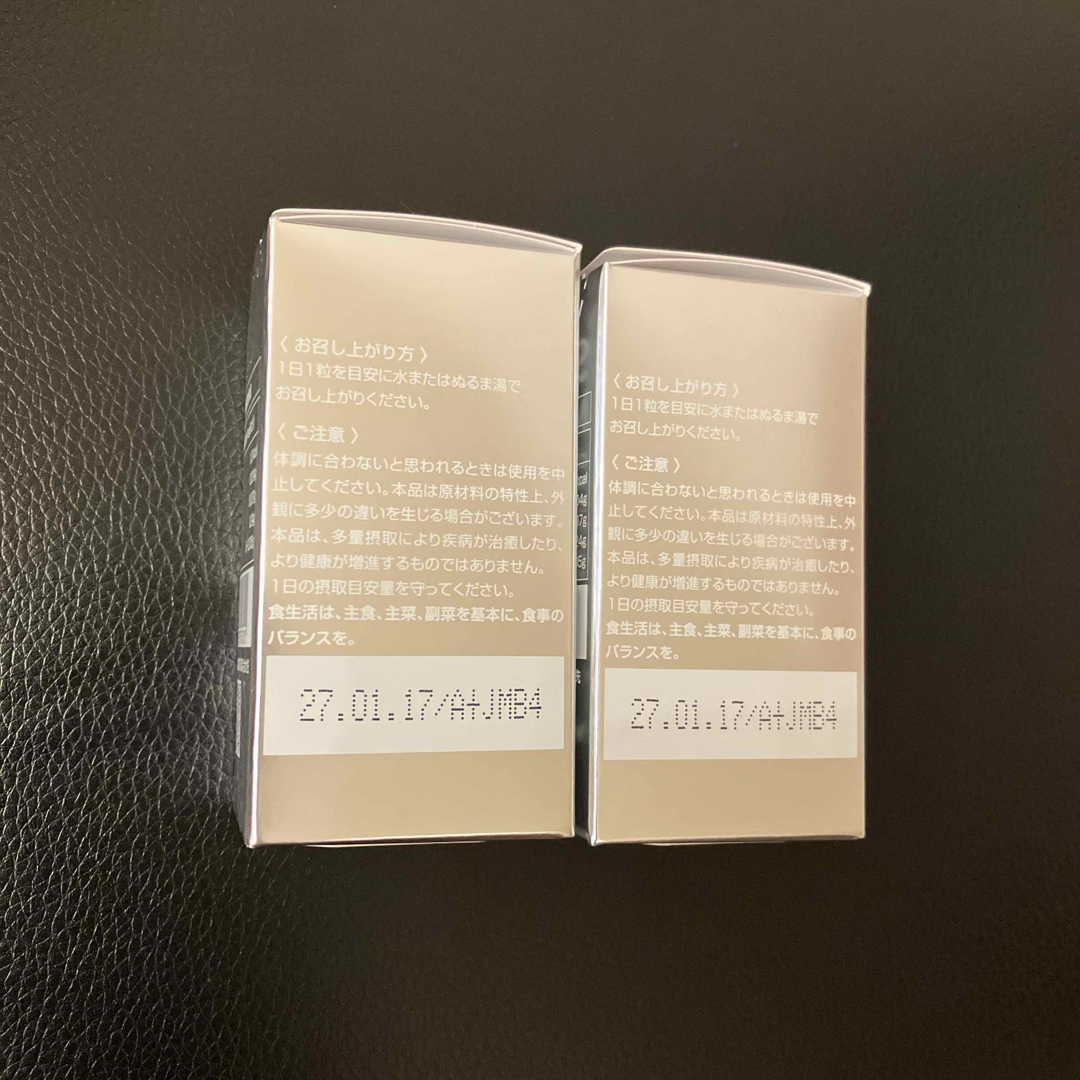 〈 お召し上がり方 〉
1日1粒を目安に水またはぬるま湯で
お召し上がりください。
〈 ご注意 〉
体調に合わないと思われるときは使用を中
止してください。本品は原材料の特性上、外
観に多少の違いを生じる場合がございます。
本品は、多量摂取により疾病が治癒したり、
より健康が増進するものではありません。
1日の摂取目安量を守ってください。
食生活は、主食、主菜、副菜を基本に、食事の
バランスを。
27.01.17/A+JMB4
〈 お召し上がり方 〉
1日1粒を目安に水またはぬるま湯で
お召し上がりください。
〈 ご注意 〉
体調に合わないと思われるときは使用を中
止してください。本品は原材料の特性上、外
観に多少の違いを生じる場合がございます。
本品は、多量摂取により疾病が治癒したり、
より健康が増進するものではありません。
1日の摂取目安量を守ってください。
食生活は、主食、主菜、副菜を基本に、食事の
バランスを。
27.01.17/A+JMB4